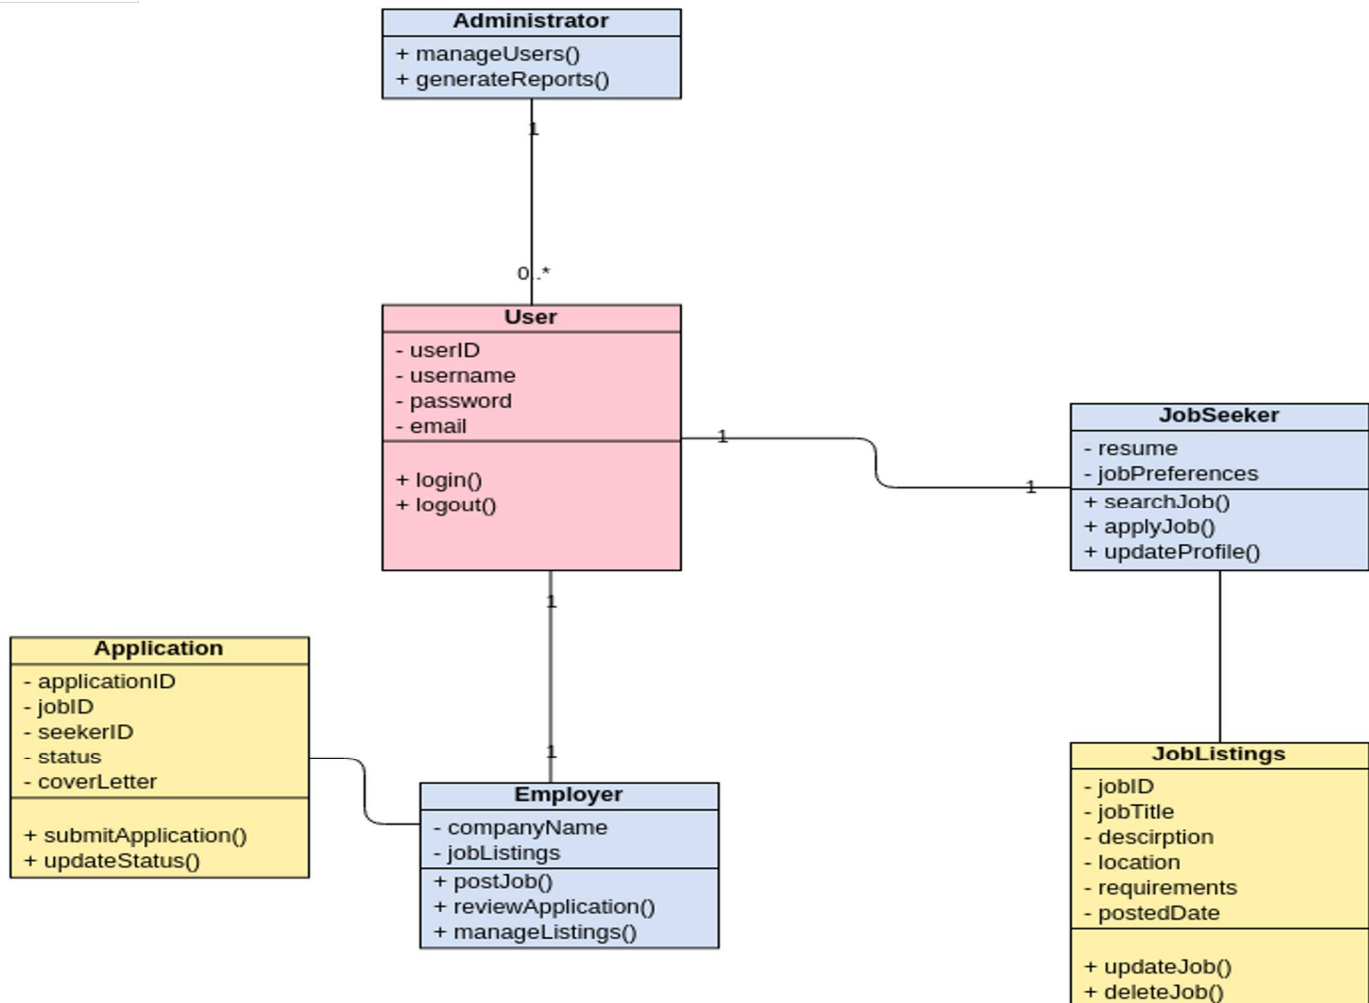 Administrator
+ manageUsers()
+ generateReports()
1
0..*
User
- userID
- username
- password
- email
+ login()
+ logout()
1
1
JobSeeker
- resume
- jobPreferences
+ searchJob()
+ applyJob()
+ updateProfile()
1
1
Application
- applicationID
- jobID
- seekerID
- status
- coverLetter
+ submitApplication()
+ updateStatus()
Employer
- companyName
- jobListings
+ postJob()
+ reviewApplication()
+ manageListings()
JobListings
- jobID
- jobTitle
- descirption
- location
- requirements
- postedDate
+ updateJob()
+ deleteJob()